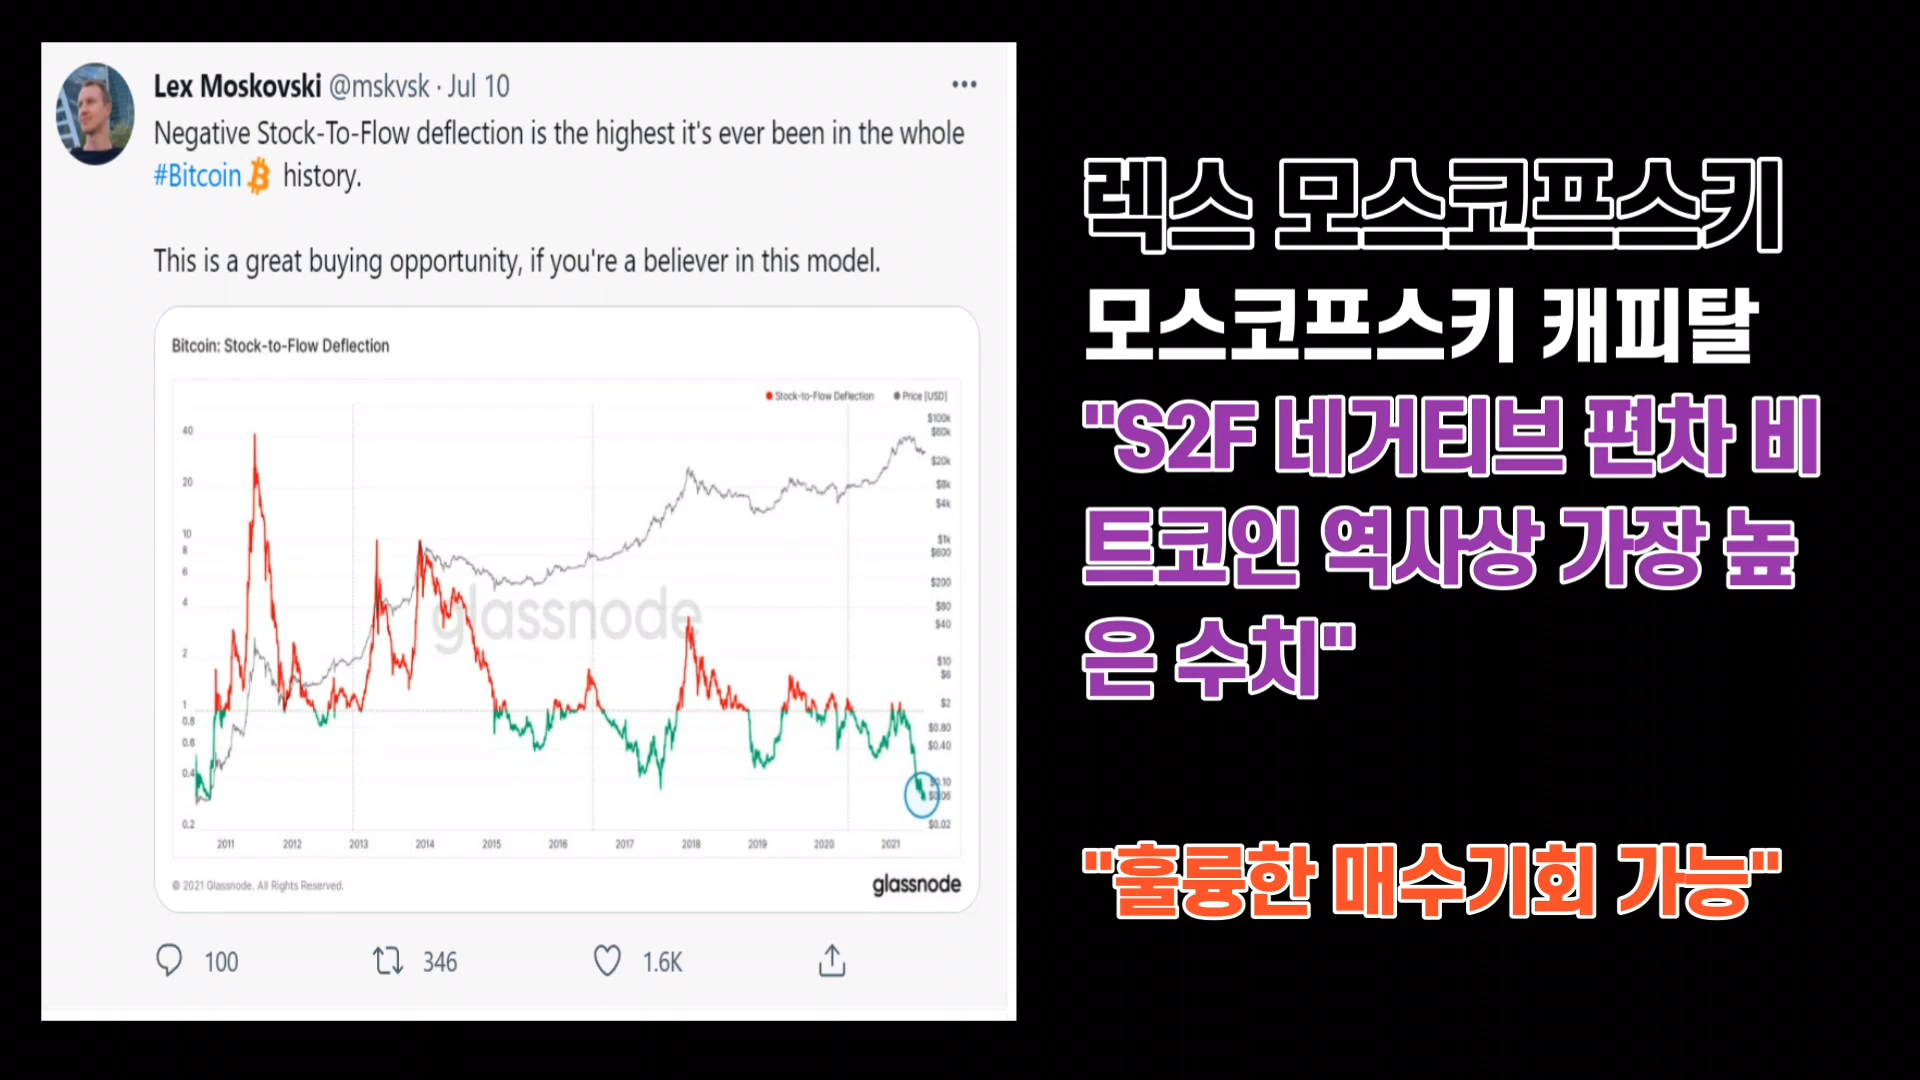 Lex Moskovski @mskvsk · Jul 10
Negative Stock-To-Flow deflection is the highest it's ever been in the whole
#Bitcoin history.
This is a great buying opportunity, if you're a believer in this model.
Bitcoin: Stock-to-Flow Deflection
Stock-to-Flow Deflection Price [USD]
40
20
10
8
6
4
2
1
0.8
0.6
0.4
0.2
$100k
$60k
$20k
$8k
$4k
$1k
$600
$200
$80
$40
$10
$6
$2
$0.80
$0.40
$0.10
$0.06
$0.02
glassnode
2011 2012 2013 2014 2015 2016 2017 2018 2019 2020 2021
© 2021 Glassnode. All Rights Reserved.
glassnode
100 346 1.6K
렉스 모스코프스키
모스코프스키 캐피탈
"S2F 네거티브 편차 비
트코인 역사상 가장 높
은 수치"
"훌륭한 매수기회 가능"